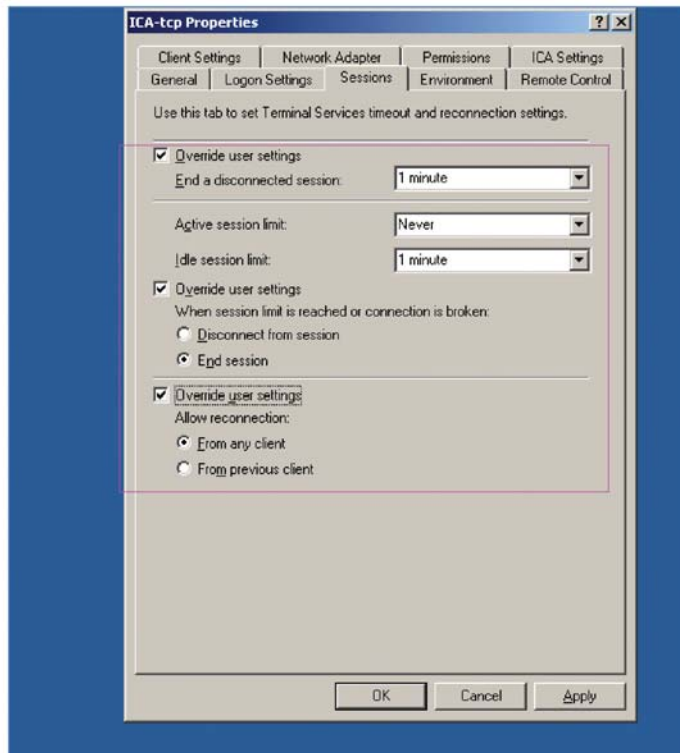 ICA-tcp Properties
Client Settings Network Adapter Permissions ICA Settings
General Logon Settings Sessions Environment Remote Control
Use this tab to set Terminal Services timeout and reconnection settings.
Override user settings
End a disconnected session: 1 minute
Active session limit: Never
Idle session limit: 1 minute
Override user settings
When session limit is reached or connection is broken:
Disconnect from session
End session
Override user settings
Allow reconnection:
From any client
From previous client
OK Cancel Apply